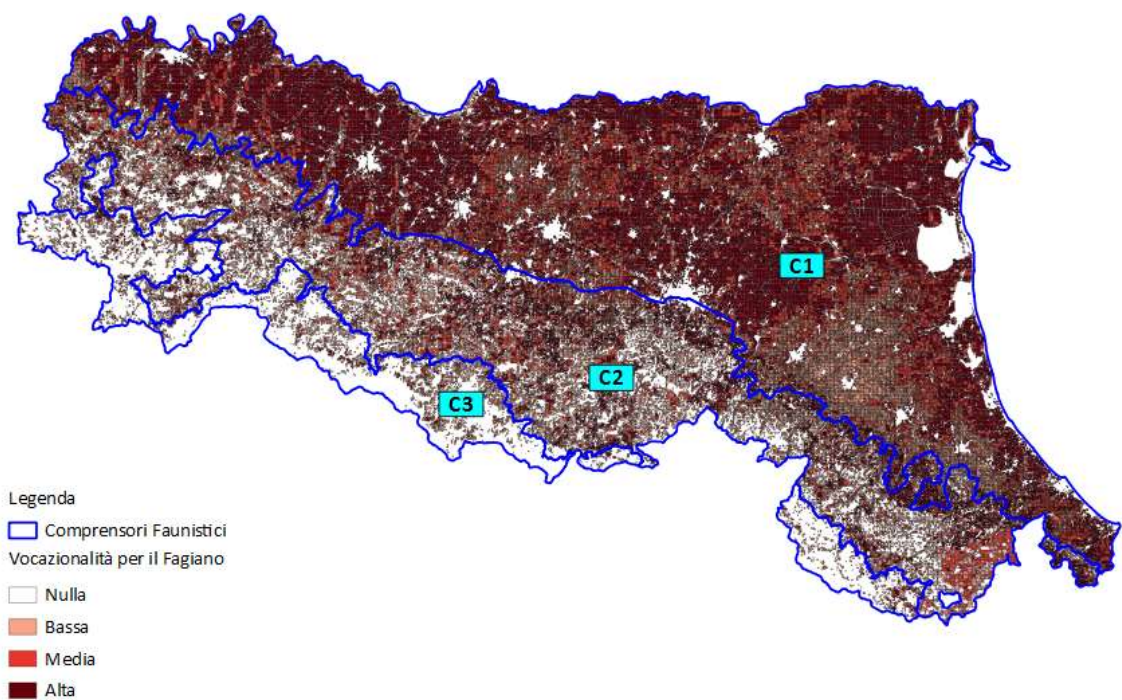 C1
C2
C3
Legenda
Comprensori Faunistici
Vocazionalità per il Fagiano
Nulla
Bassa
Media
Alta